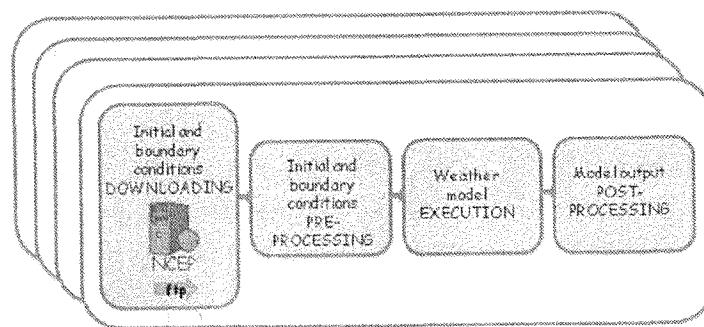 Initial and
boundary
conditions
DOWNLOADING
NCEP
ftp
Initial and
boundary
conditions
PRE-
PROCESSING
Weather
model
EXECUTION
Model output
POST-
PROCESSING